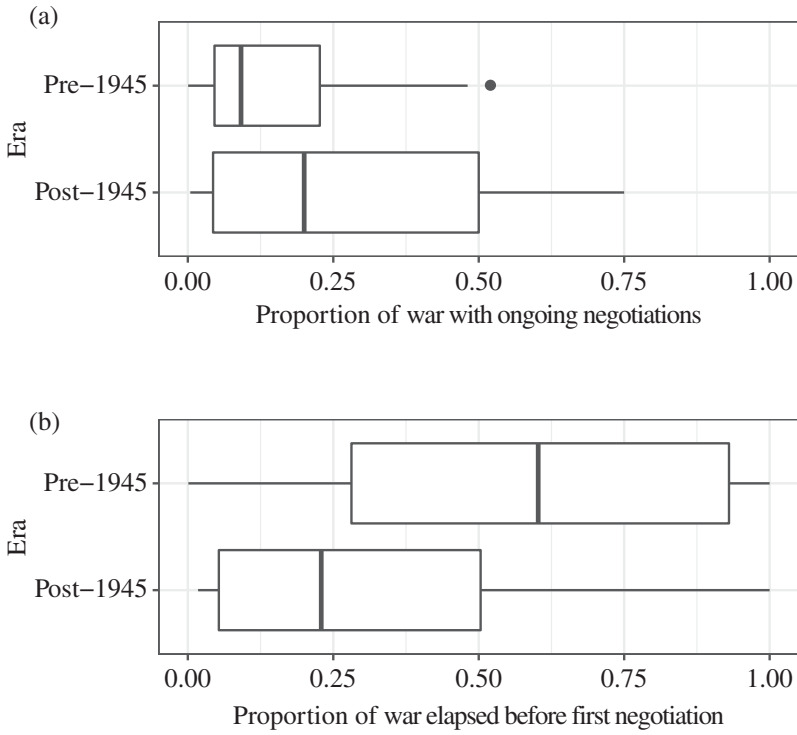 (a)
Pre−1945
Post−1945
Era
0.00 0.25 0.50 0.75 1.00
Proportion of war with ongoing negotiations
(b)
Pre−1945
Post−1945
Era
0.00 0.25 0.50 0.75 1.00
Proportion of war elapsed before first negotiation